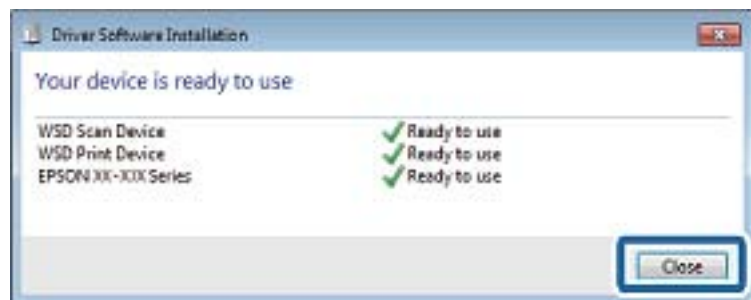 Driver Software Installation
Your device is ready to use
WSD Scan Device Ready to use
WSD Print Device Ready to use
EPSON XX-XXX Series Ready to use
Close